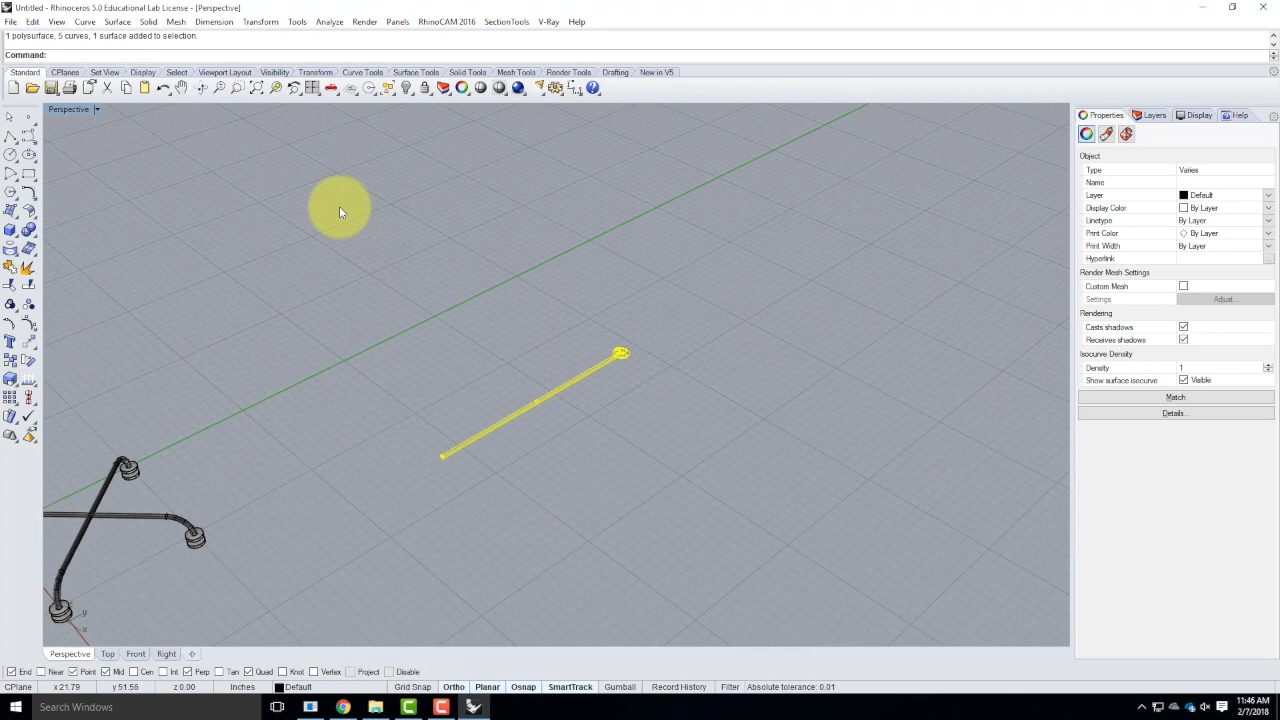 Untitled - Rhinoceros 5.0 Educational Lab License - [Perspective]
File Edit View Curve Surface Solid Mesh Dimension Transform Tools Analyze Render Panels RhinoCAM 2016 SectionTools V-Ray Help
1 polysurface, 5 curves, 1 surface added to selection.
Command:
Standard CPlanes Set View Display Select Viewport Layout Visibility Transform Curve Tools Surface Tools Solid Tools Mesh Tools Render Tools Drafting New in V5
Perspective
Properties Layers Display Help
Object
Type Varies
Name
Layer Default
Display Color By Layer
Linetype By Layer
Print Color By Layer
Print Width By Layer
Hyperlink
Render Mesh Settings
Custom Mesh
Settings Adjust...
Rendering
Casts shadows
Receives shadows
Isocurve Density
Density 1
Show surface isocurve Visible
Match
Details...
y
x
Perspective Top Front Right
End Near Point Mid Cen Int Perp Tan Quad Knot Vertex Project Disable
CPlane x 21.79 y 51.56 z 0.00 Inches Default Grid Snap Ortho Planar Osnap SmartTrack Gumball Record History Filter Absolute tolerance: 0.01
Search Windows
11:46 AM
2/7/2018